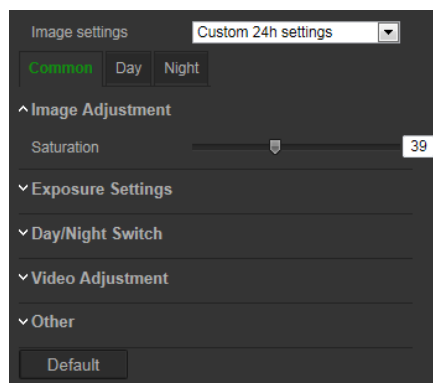 Image settings Custom 24h settings
Common Day Night
Image Adjustment
Saturation 39
Exposure Settings
Day/Night Switch
Video Adjustment
Other
Default